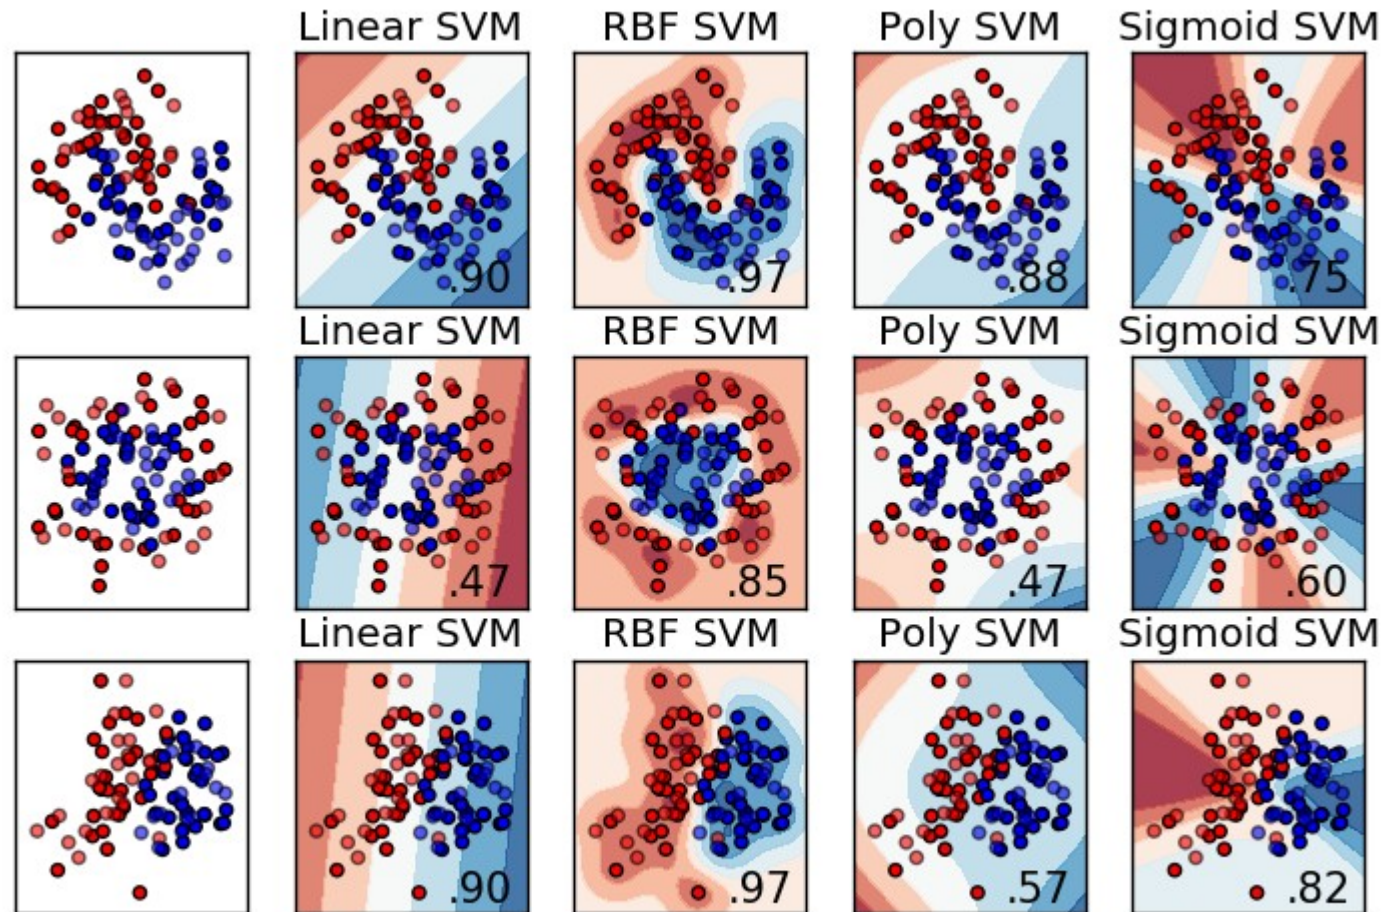 Linear SVM RBF SVM Poly SVM Sigmoid SVM
.90 .97 .88 .75
Linear SVM RBF SVM Poly SVM Sigmoid SVM
.47 .85 .47 .60
Linear SVM RBF SVM Poly SVM Sigmoid SVM
.90 .97 .57 .82